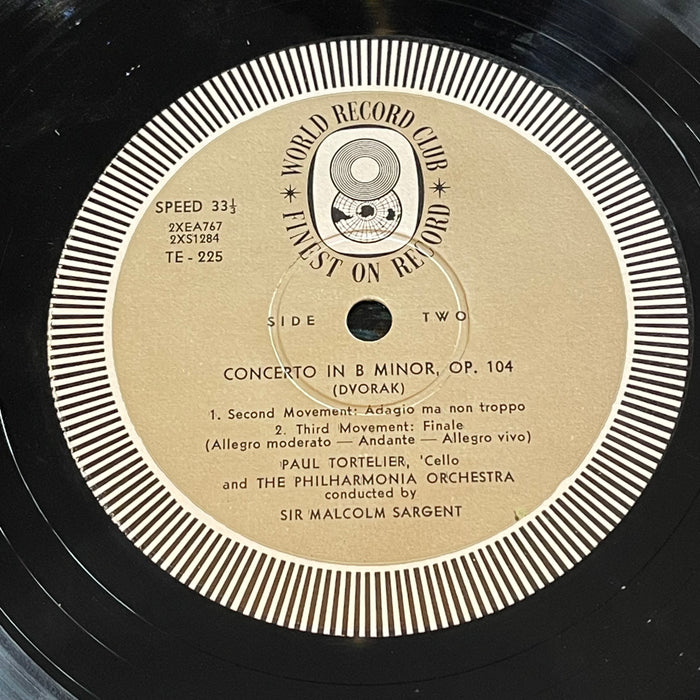 WORLD RECORD CLUB
FINEST ON RECORD
SPEED 33⅓
2XEA767
2XS1284
TE - 225
SIDE TWO
CONCERTO IN B MINOR, OP. 104
(DVORAK)
1. Second Movement: Adagio ma non troppo
2. Third Movement: Finale
(Allegro moderato — Andante — Allegro vivo)
PAUL TORTELIER, 'Cello
and THE PHILHARMONIA ORCHESTRA
conducted by
SIR MALCOLM SARGENT